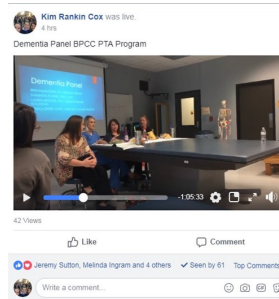 Kim Rankin Cox was live.
4 hrs
Dementia Panel BPCC PTA Program
Dementia Panel
-1:05:33
42 Views
Like
Comment
Jeremy Sutton, Melinda Ingram and 4 others
Seen by 61
Top Comments
Write a comment...
GIF